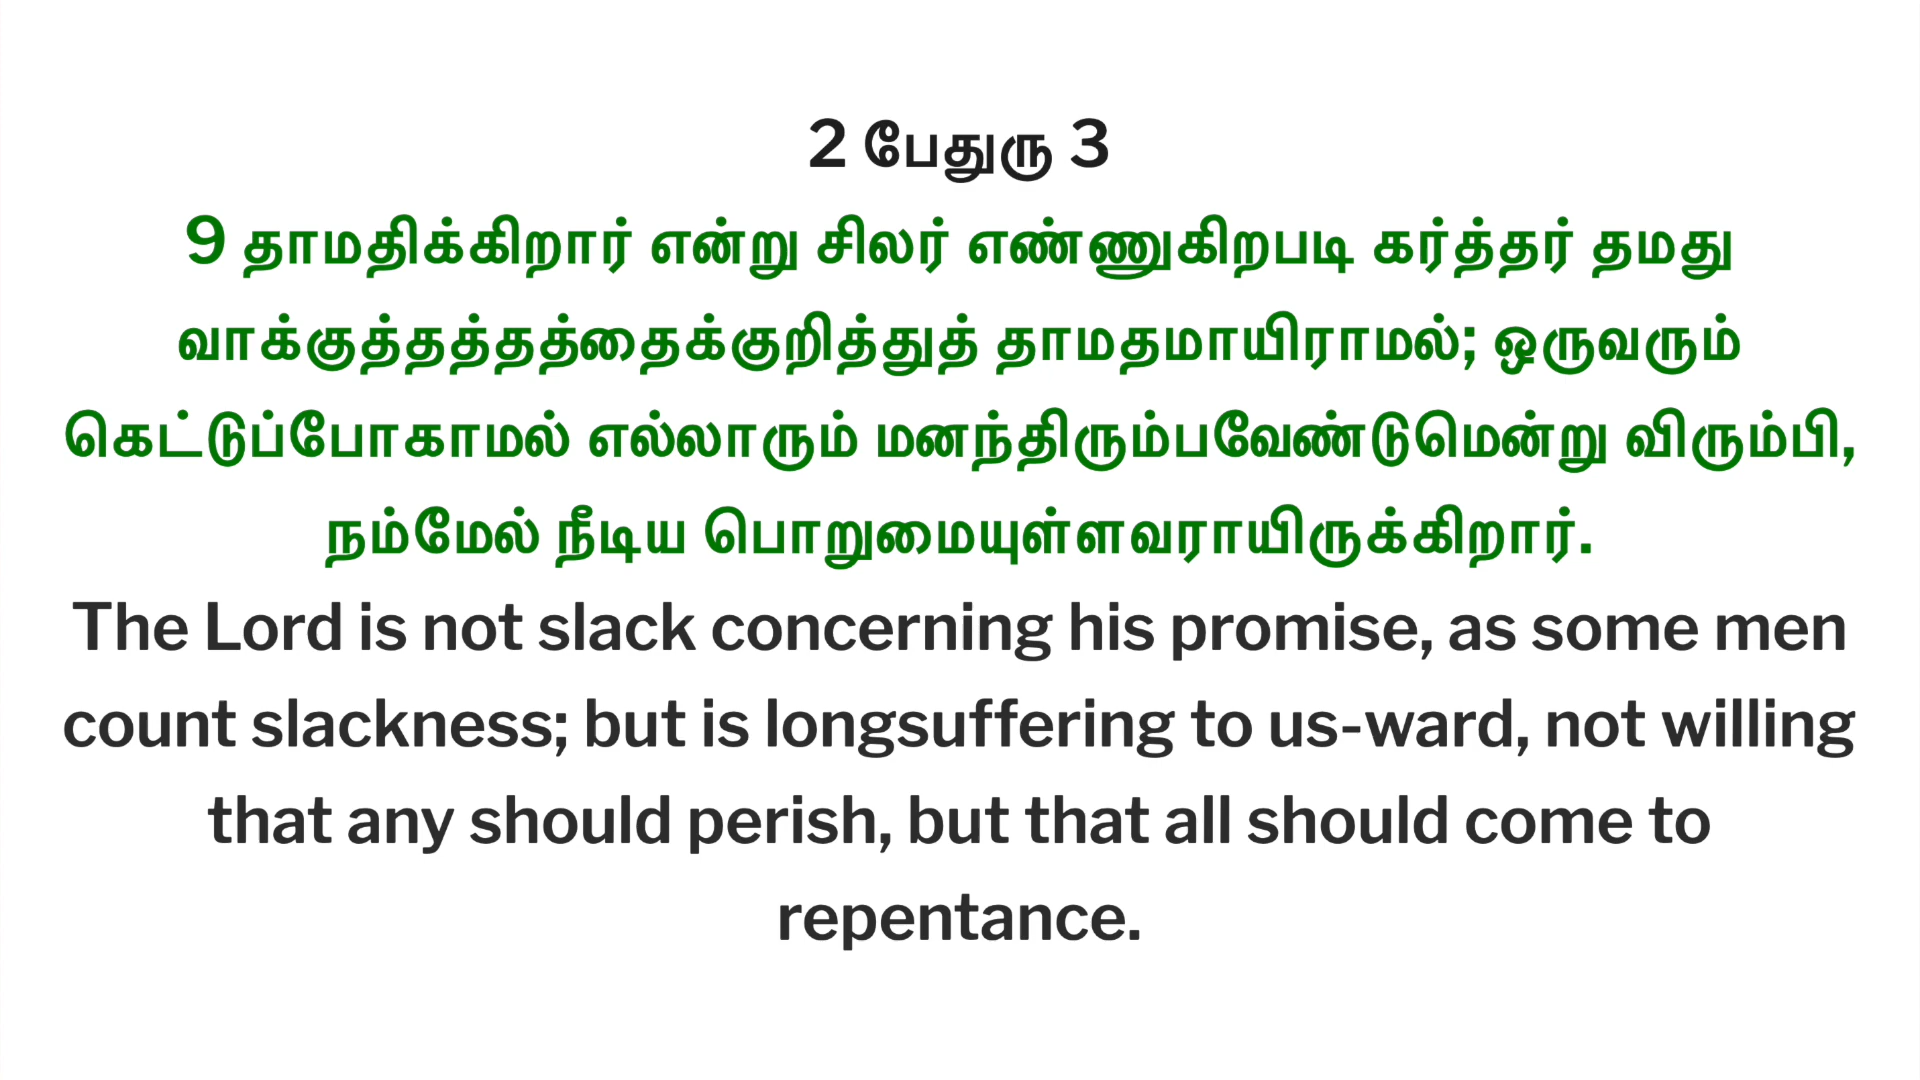 2 பேதுரு 3
9 தாமதிக்கிறார் என்று சிலர் எண்ணுகிறபடி கர்த்தர் தமது
வாக்குத்தத்தத்தைக்குறித்துத் தாமதமாயிராமல்; ஒருவரும்
கெட்டுப்போகாமல் எல்லாரும் மனந்திரும்பவேண்டுமென்று விரும்பி,
நம்மேல் நீடிய பொறுமையுள்ளவராயிருக்கிறார்.
The Lord is not slack concerning his promise, as some men
count slackness; but is longsuffering to us-ward, not willing
that any should perish, but that all should come to
repentance.